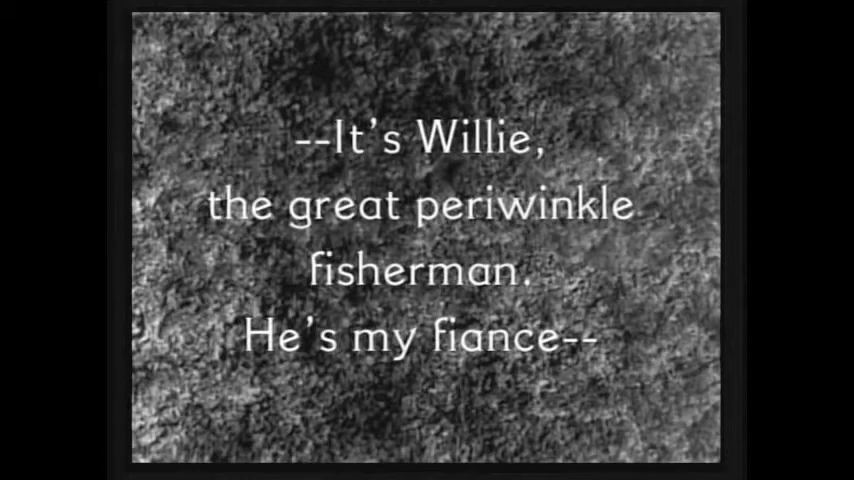 --It's Willie,
the great periwinkle
fisherman.
He's my fiance--